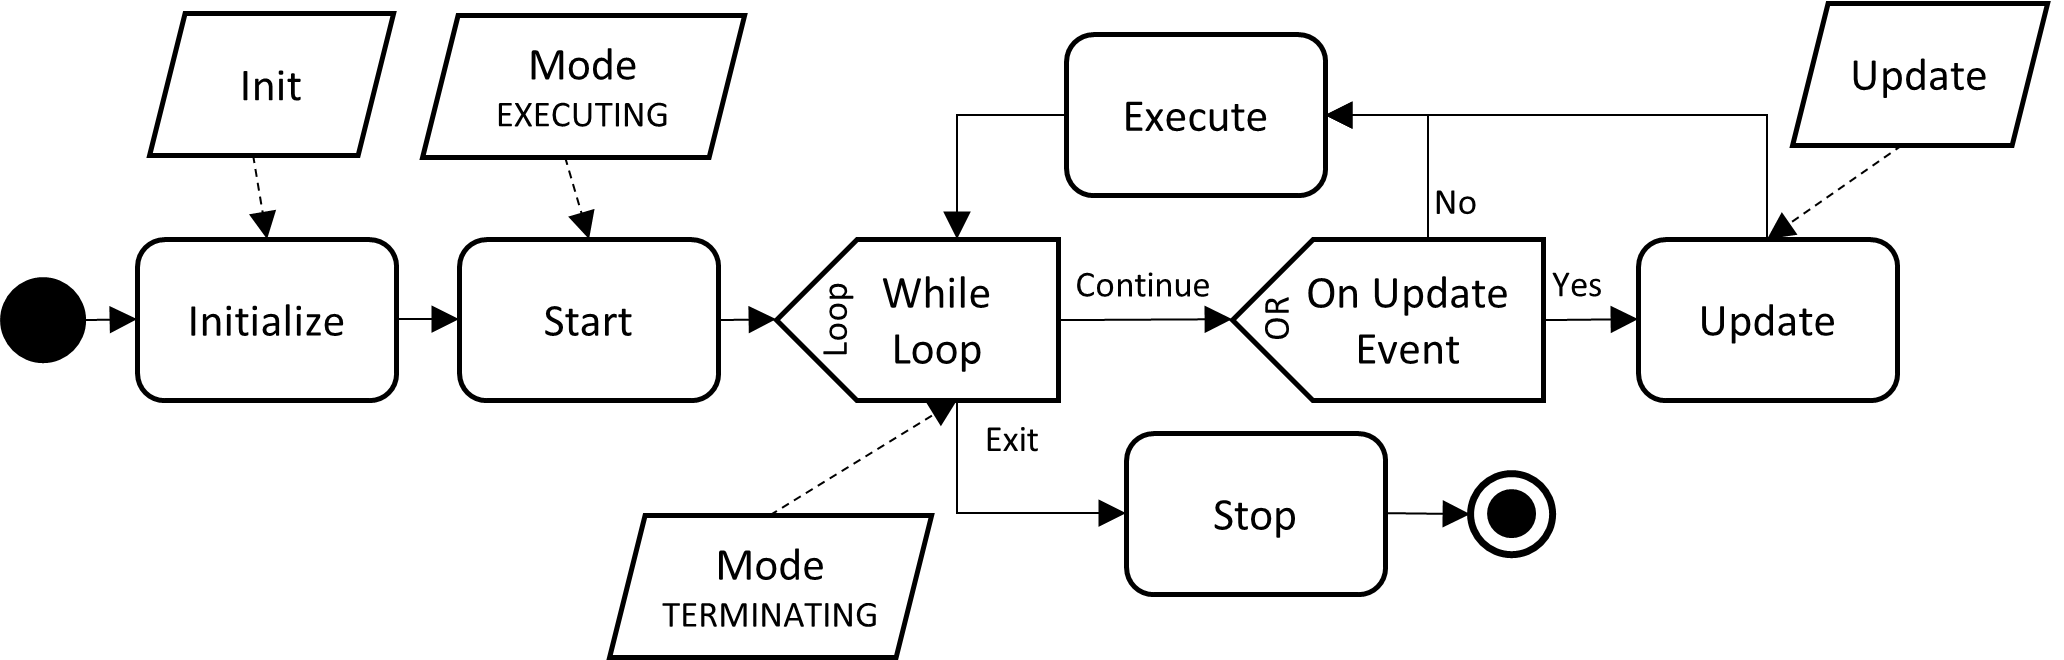 Init
Mode
EXECUTING
Execute
Update
No
Initialize
Start
Loop
While
Loop
Continue
OR
On Update
Event
Yes
Update
Exit
Stop
Mode
TERMINATING